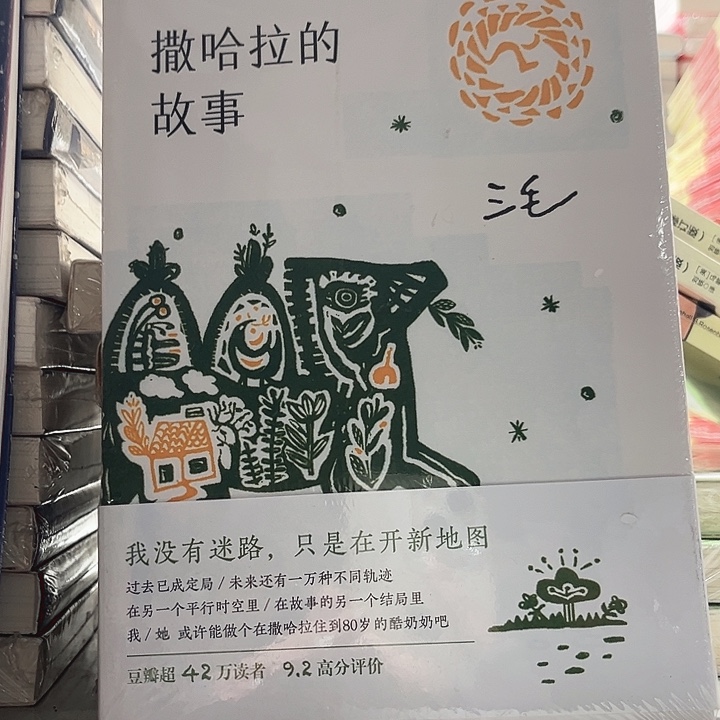 撒哈拉的
故事
三毛
我没有迷路，只是在开新地图
过去已成定局 / 未来还有一万种不同轨迹
在另一个平行时空里 / 在故事的另一个结局里
我 / 她 或许能做个在撒哈拉住到80岁的酷奶奶吧
豆瓣超 42 万读者 9.2 高分评价